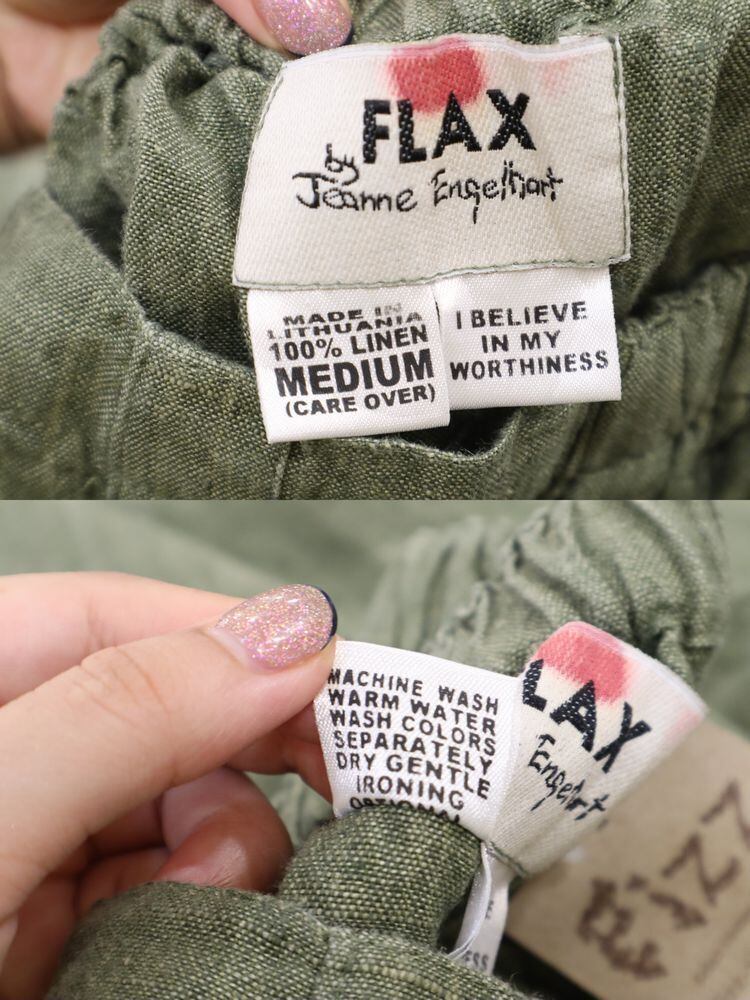 FLAX
by
Jeanne Engelhart
MADE IN
LITHUANIA
100% LINEN
MEDIUM
(CARE OVER)
I BELIEVE
IN MY
WORTHINESS
MACHINE WASH
WARM WATER
WASH COLORS
SEPARATELY
DRY GENTLE
IRONING
OPTIONAL
LAX
Engelhart